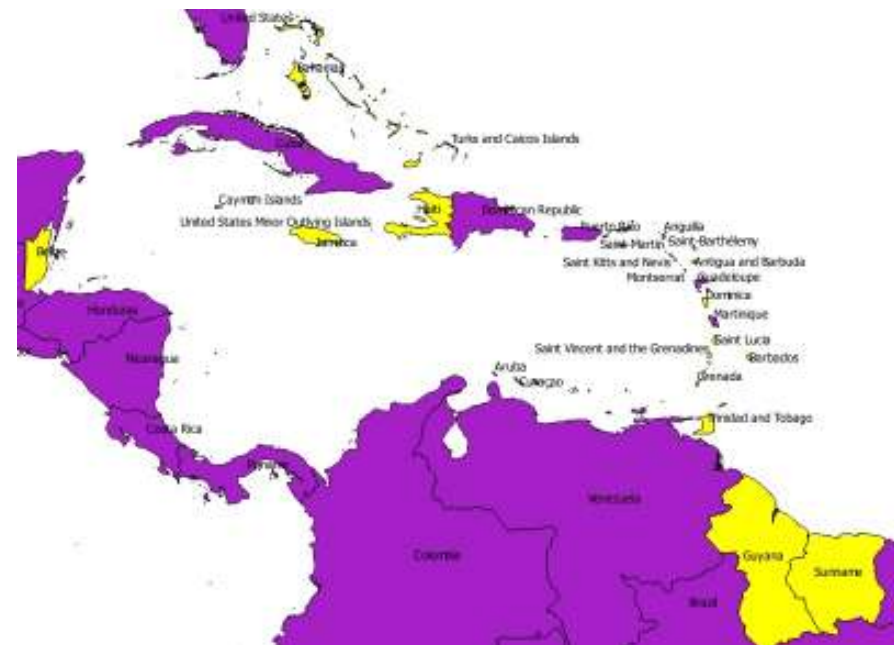 United States
Bahamas
Turks and Caicos Islands
Cuba
Cayman Islands
Haiti
Dominican Republic
United States Minor Outlying Islands
Jamaica
Puerto Rico
Anguilla
Saint-Martin
Saint-Barthélemy
Belize
Saint Kitts and Nevis
Antigua and Barbuda
Montserrat
Guadeloupe
Dominica
Honduras
Martinique
Saint Lucia
Saint Vincent and the Grenadines
Barbados
Nicaragua
Aruba
Curaçao
Grenada
Trinidad and Tobago
Costa Rica
Panama
Venezuela
Colombia
Guyana
Suriname
Brazil